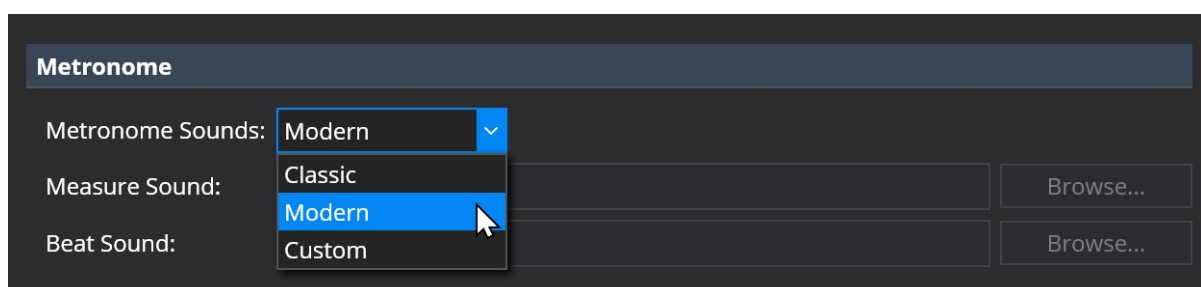 Metronome
Metronome Sounds: Modern
Classic
Measure Sound: Browse...
Modern
Beat Sound: Browse...
Custom